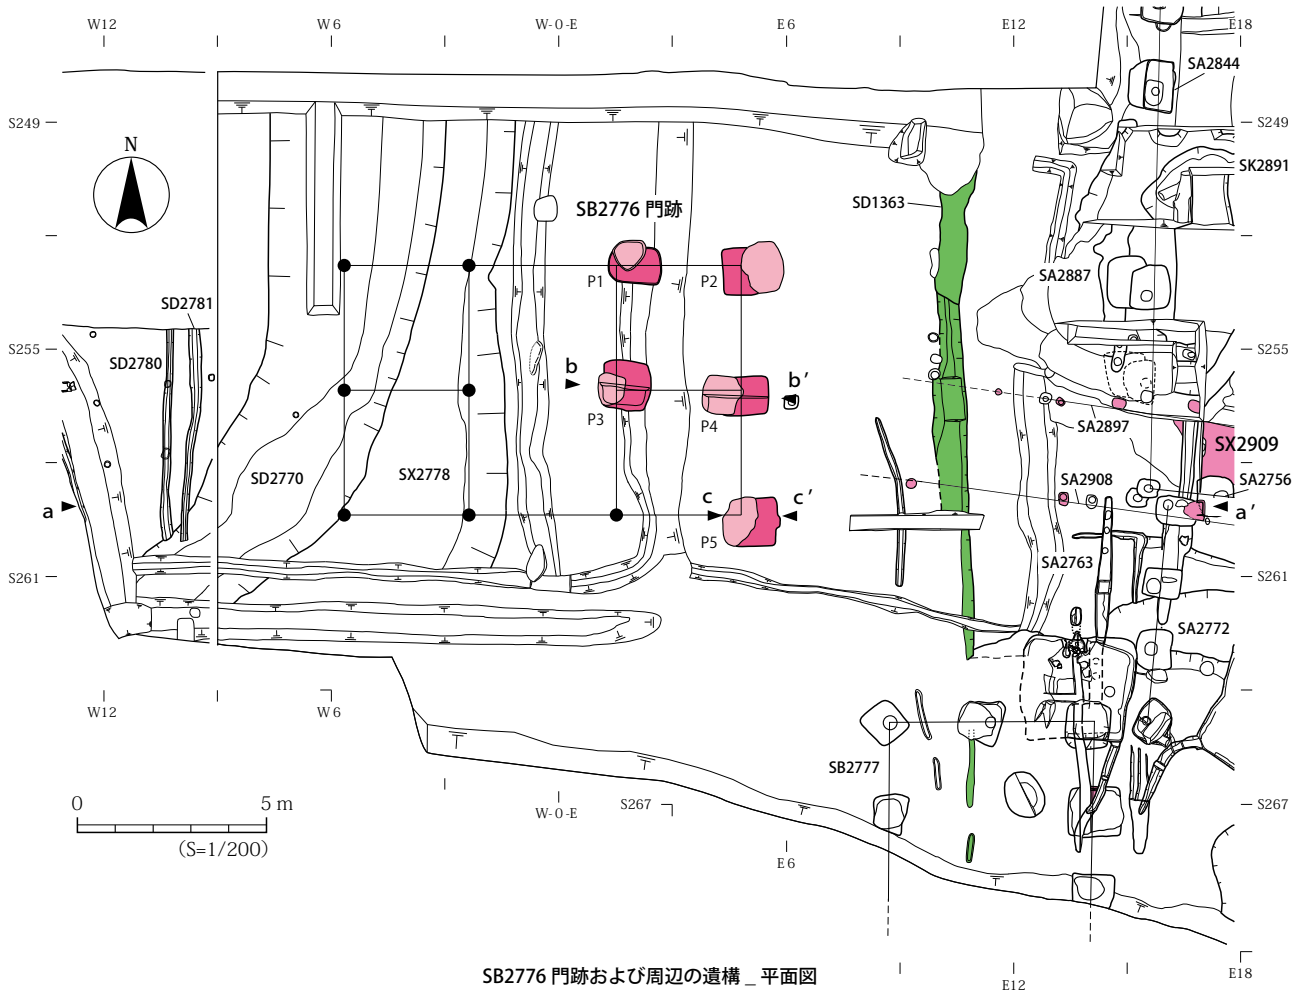 W12
W6
W-0-E
E6
E12
E18
SA2844
S249
S249
N
SK2891
SD1363
SB2776 門跡
P1
P2
SA2887
SD2781
SD2780
S255
S255
b
b′
P3
P4
SA2897
SX2909
SD2770
SX2778
SA2908
SA2756
a
c
c′
a′
P5
SA2763
S261
S261
SA2772
W12
W6
SB2777
0
5 m
W-0-E
S267
S267
(S=1/200)
E6
SB2776 門跡および周辺の遺構 _ 平面図
E12
E18